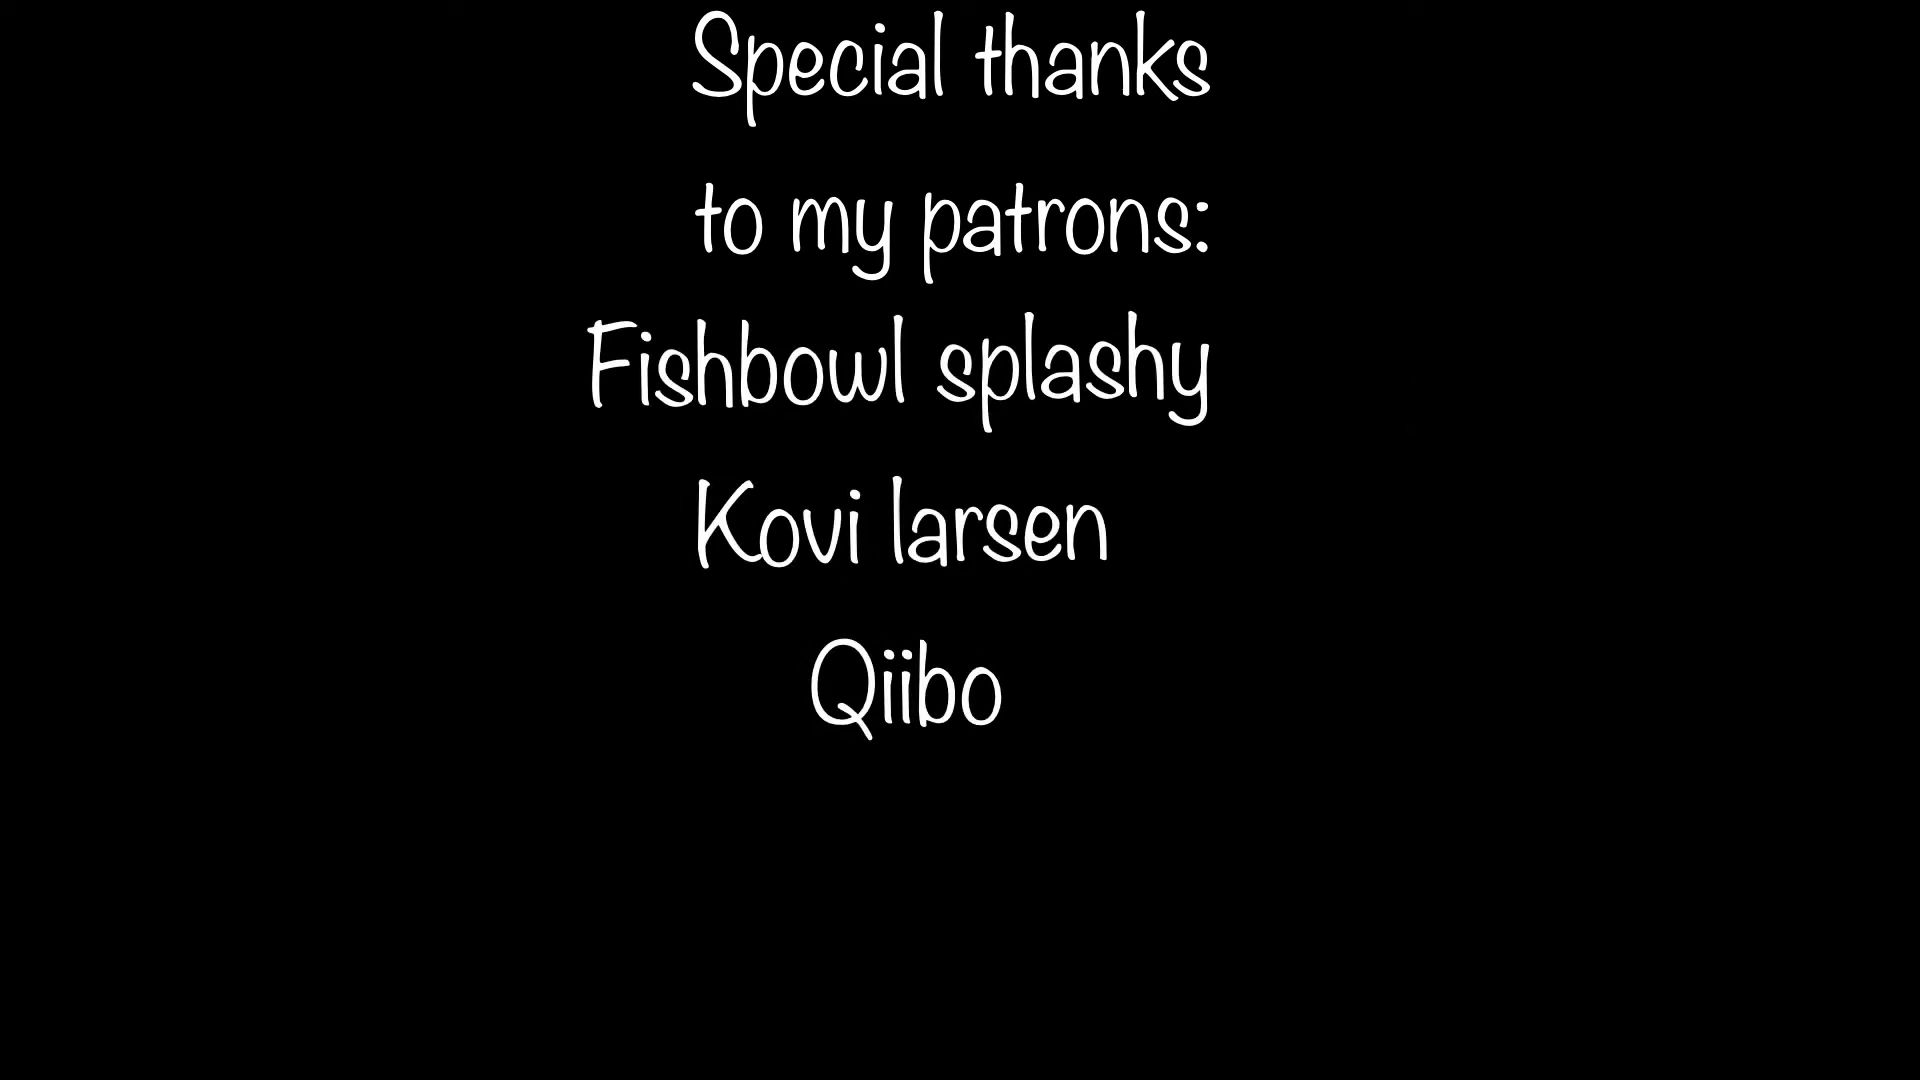 Special thanks
to my patrons:
Fishbowl splashy
Kovi larsen
Qiibo